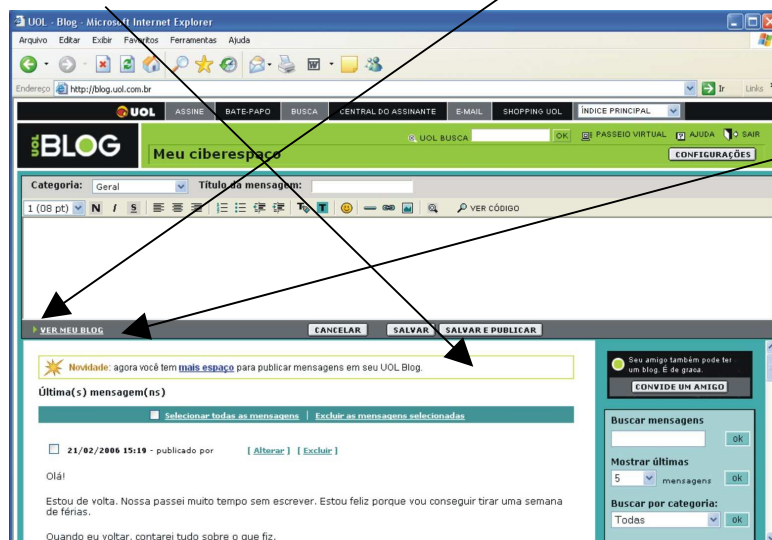 UOL - Blog - Microsoft Internet Explorer
Arquivo Editar Exibir Favoritos Ferramentas Ajuda
Endereço http://blog.uol.com.br Ir Links
UOL ASSINE BATE-PAPO BUSCA CENTRAL DO ASSINANTE E-MAIL SHOPPING UOL ÍNDICE PRINCIPAL
UOL BUSCA OK PASSEIO VIRTUAL ? AJUDA SAIR
uol BLOG Meu ciberespaço CONFIGURAÇÕES
Categoria: Geral Título da mensagem:
1 (08 pt) N I S VER CÓDIGO
VER MEU BLOG CANCELAR SALVAR SALVAR E PUBLICAR
Novidade: agora você tem mais espaço para publicar mensagens em seu UOL Blog.
Última(s) mensagem(ns)
Selecionar todas as mensagens | Excluir as mensagens selecionadas
21/02/2006 15:19 - publicado por [ Alterar ] [ Excluir ]
Olá!
Estou de volta. Nossa passei muito tempo sem escrever. Estou feliz porque vou conseguir tirar uma semana
de férias.
Quando eu voltar, contarei tudo sobre o que fiz.
Seu amigo também pode ter
um blog. É de graça.
CONVIDE UM AMIGO
Buscar mensagens
ok
Mostrar últimas
5 mensagens ok
Buscar por categoria:
Todas ok